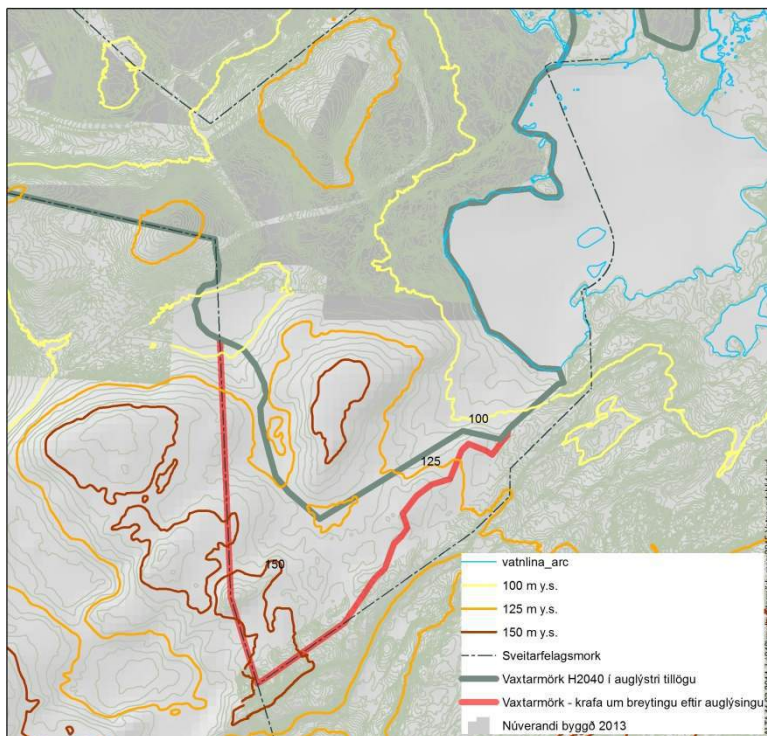 100
125
150
vatnlina_arc
100 m y.s.
125 m y.s.
150 m y.s.
Sveitarfelagsmork
Vaxtarmörk H2040 í auglýstri tillögu
Vaxtarmörk - krafa um breytingu eftir auglýsingu
Núverandi byggð 2013